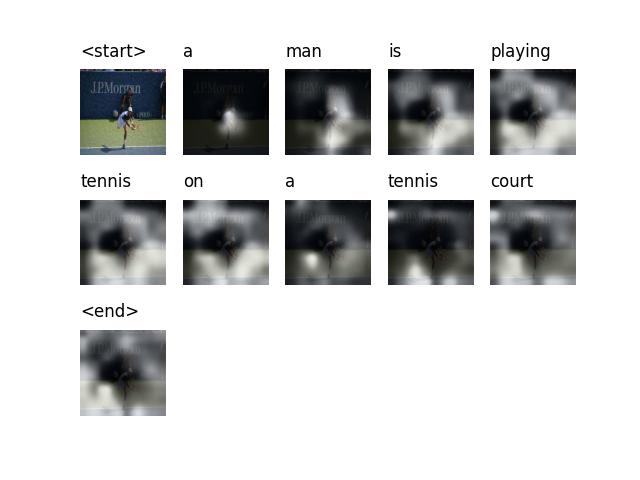 <start> a man is playing
J.P.Morgan
tennis on a tennis court
<end>